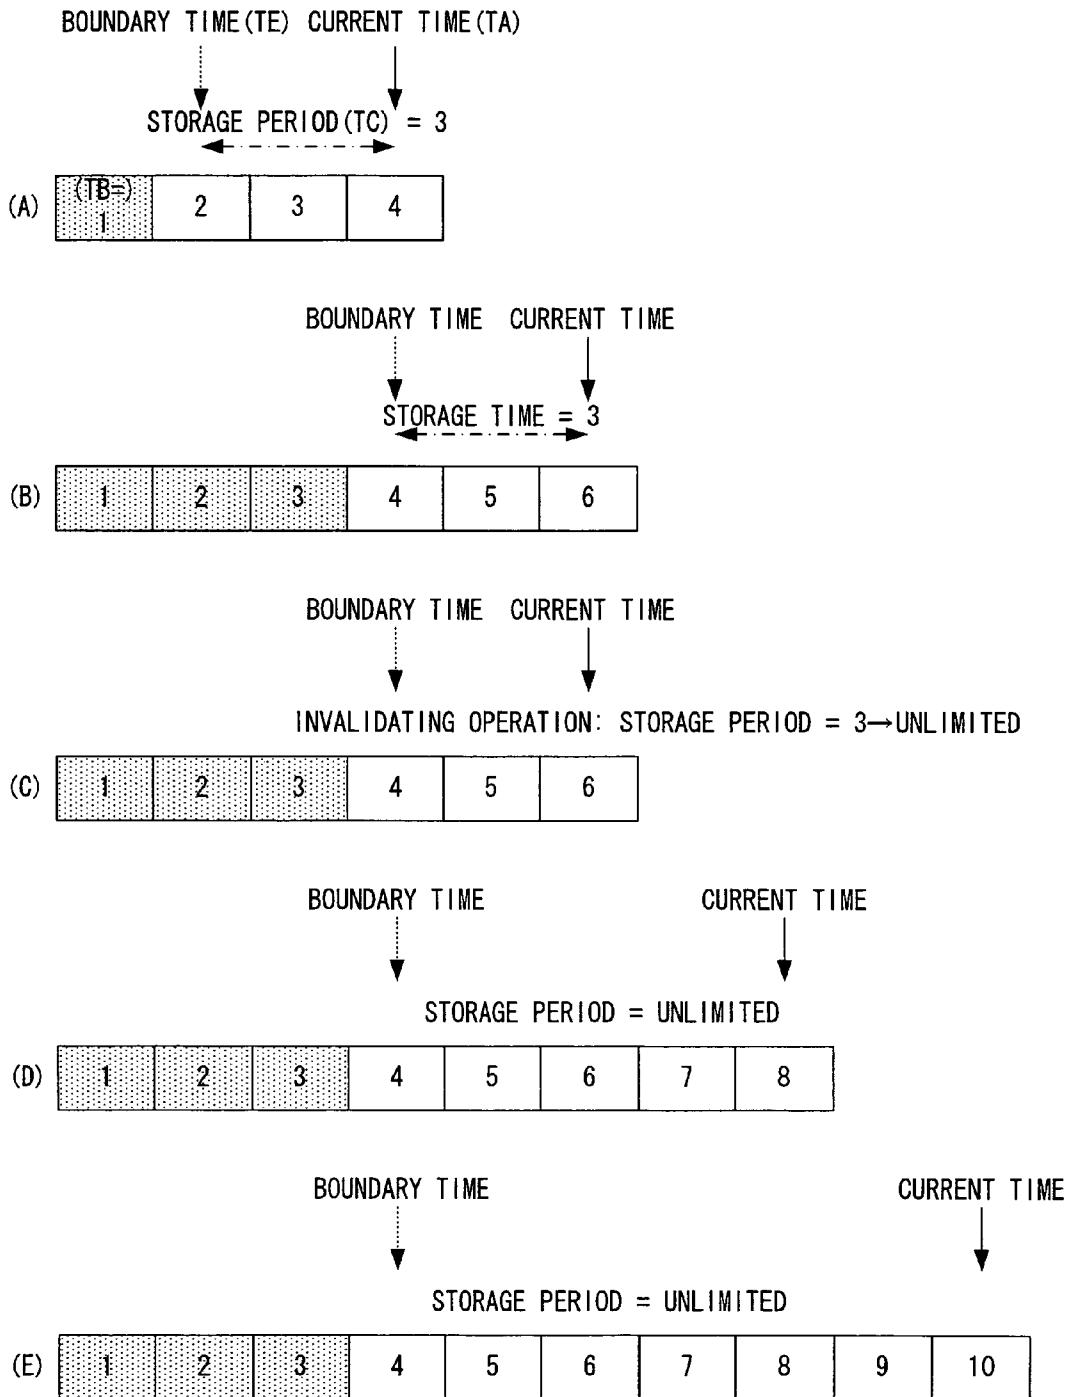 BOUNDARY TIME(TE) CURRENT TIME(TA)
STORAGE PERIOD(TC) = 3
(A) (TB=) 1 2 3 4
BOUNDARY TIME CURRENT TIME
STORAGE TIME = 3
(B) 1 2 3 4 5 6
BOUNDARY TIME CURRENT TIME
INVALIDATING OPERATION: STORAGE PERIOD = 3→UNLIMITED
(C) 1 2 3 4 5 6
BOUNDARY TIME CURRENT TIME
STORAGE PERIOD = UNLIMITED
(D) 1 2 3 4 5 6 7 8
BOUNDARY TIME CURRENT TIME
STORAGE PERIOD = UNLIMITED
(E) 1 2 3 4 5 6 7 8 9 10